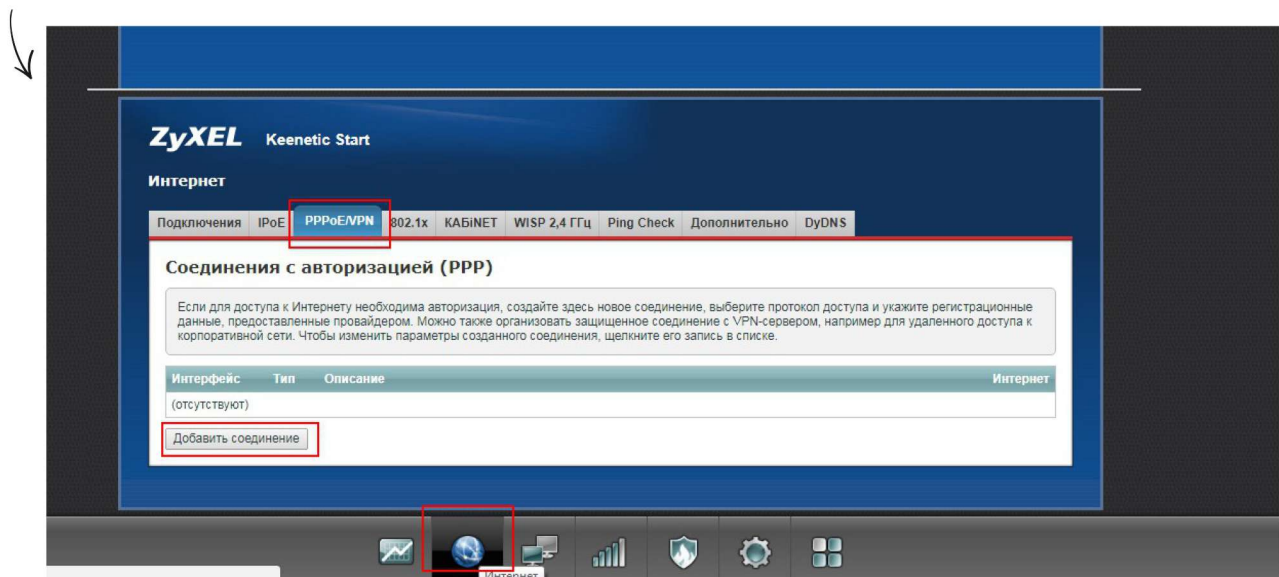 ZyXEL Keenetic Start
Интернет
Подключения IPoE PPPoE/VPN 802.1x КАБiNET WISP 2,4 ГГц Ping Check Дополнительно DyDNS
Соединения с авторизацией (PPP)
Если для доступа к Интернету необходима авторизация, создайте здесь новое соединение, выберите протокол доступа и укажите регистрационные
данные, предоставленные провайдером. Можно также организовать защищенное соединение с VPN-сервером, например для удаленного доступа к
корпоративной сети. Чтобы изменить параметры созданного соединения, щелкните его запись в списке.
Интерфейс Тип Описание Интернет
(отсутствуют)
Добавить соединение
Интернет